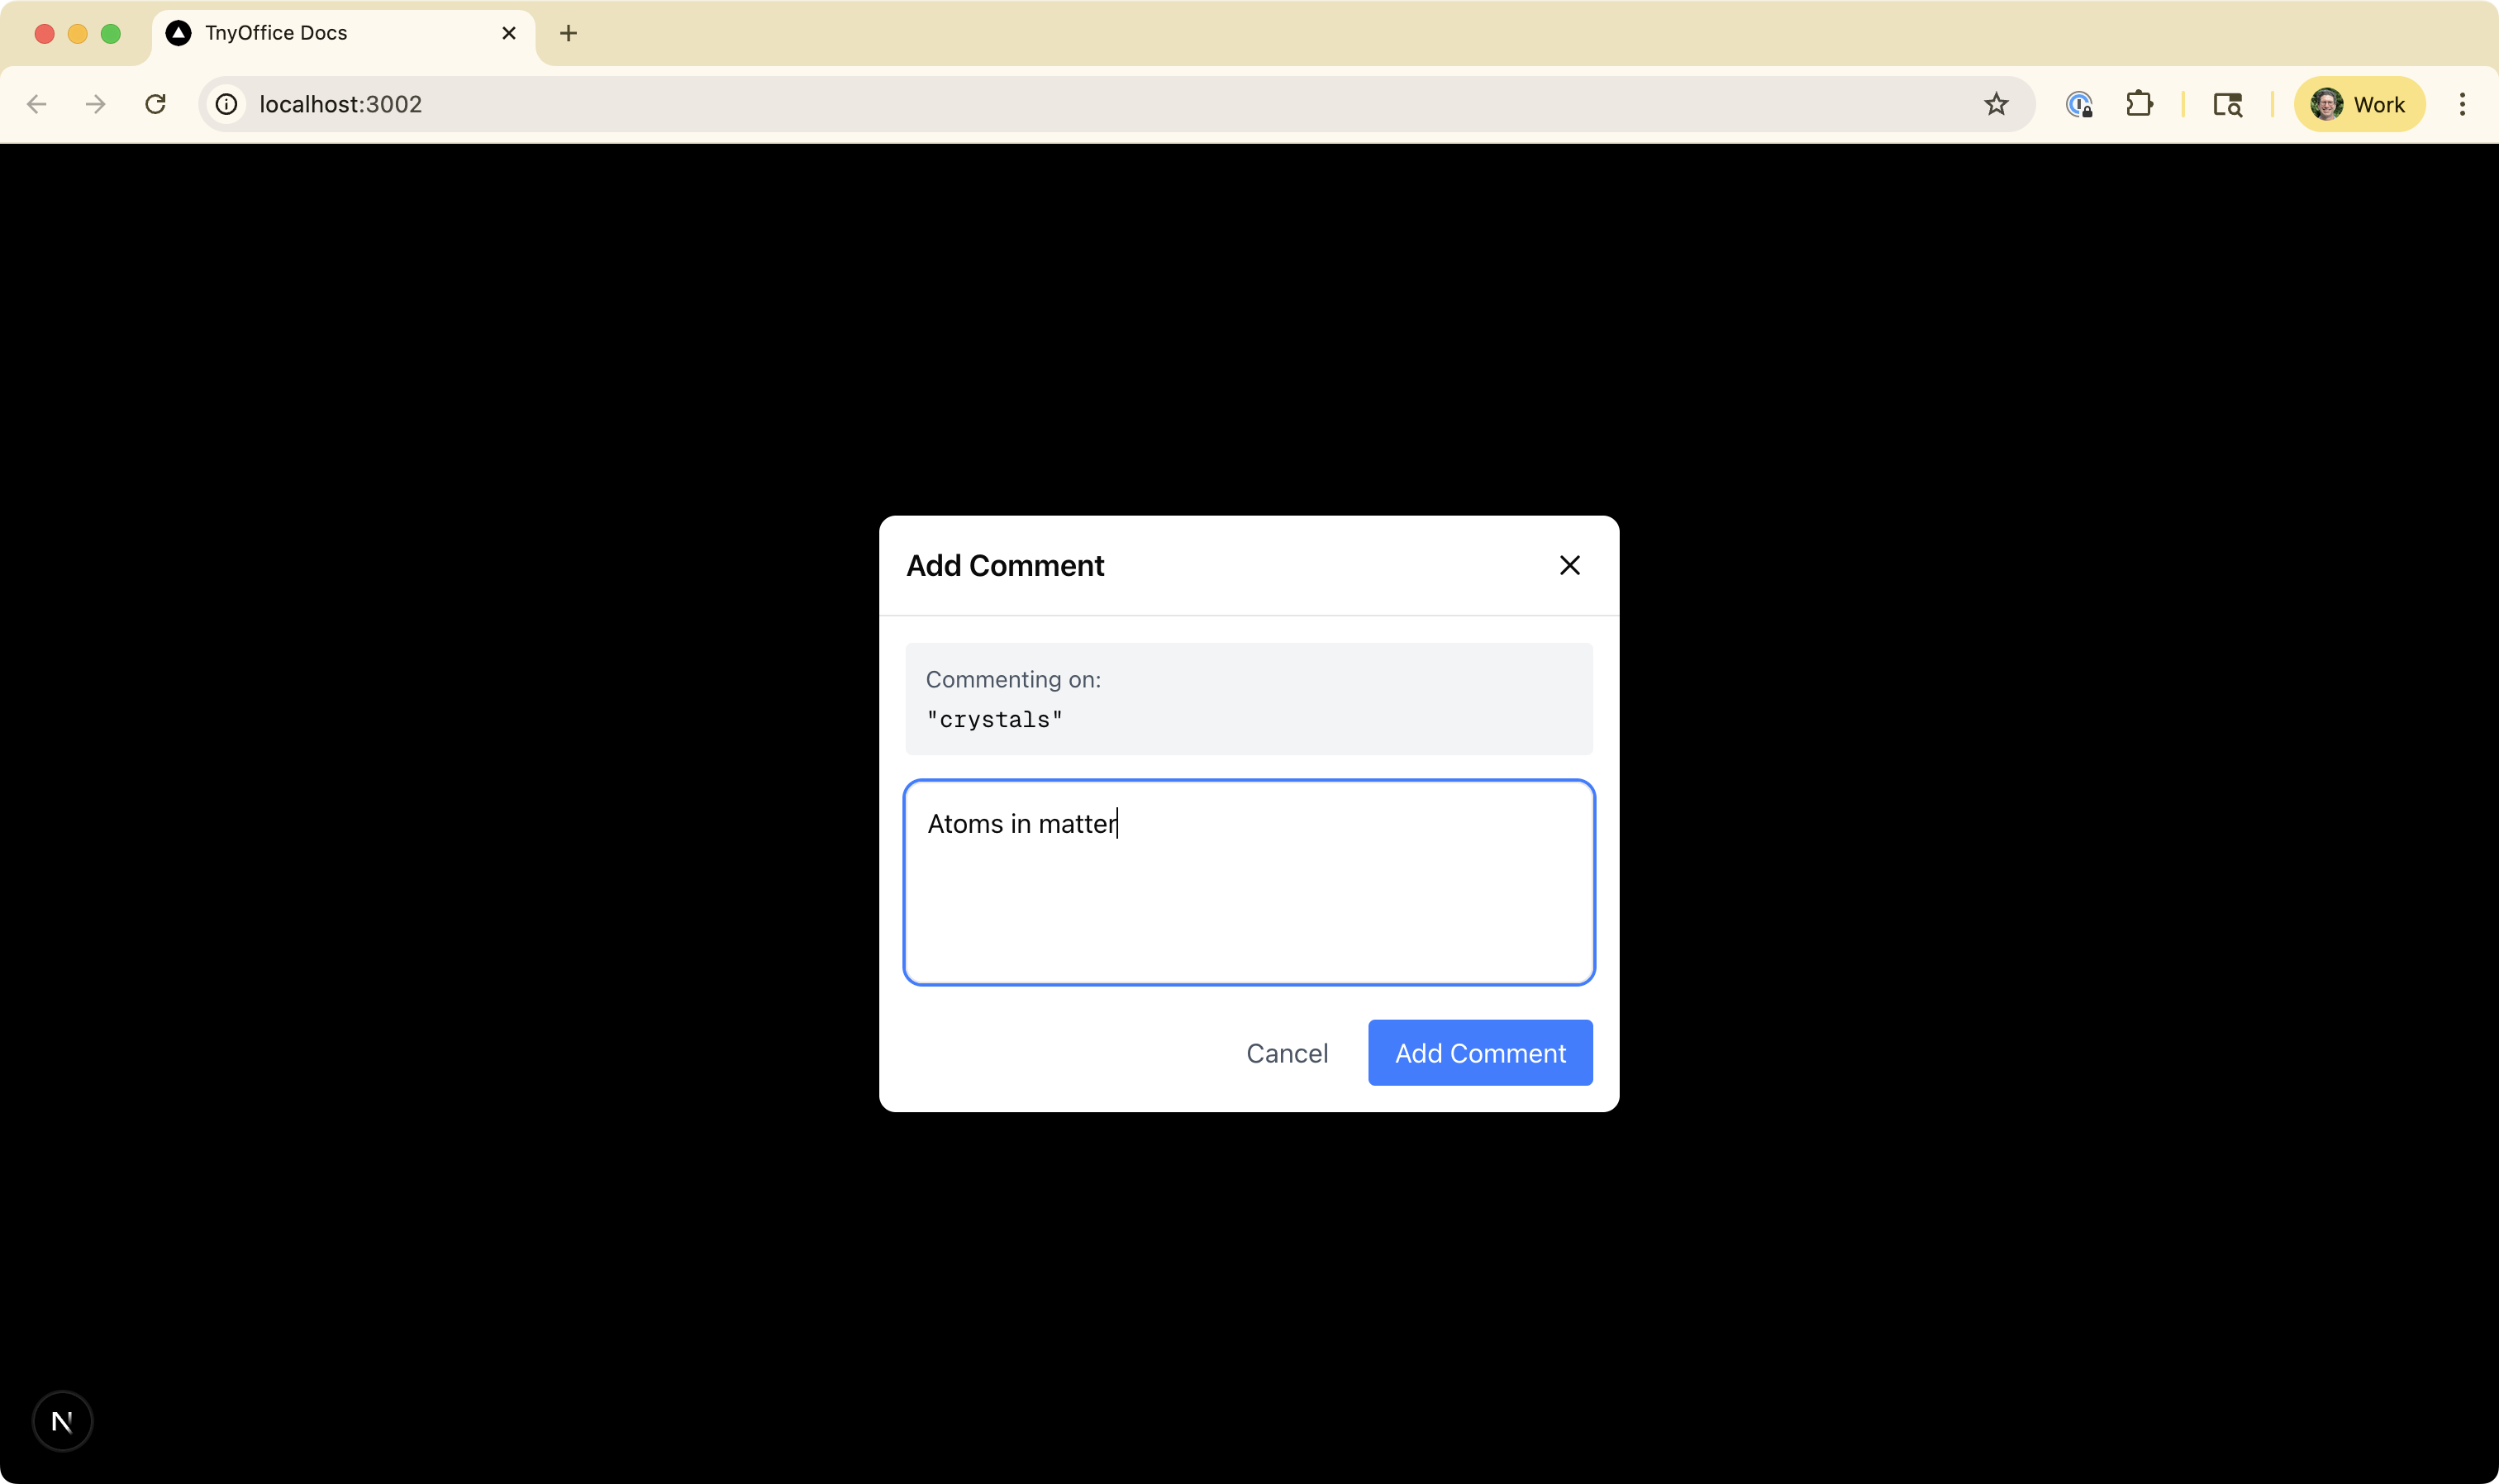 TnyOffice Docs
localhost:3002
Work
Add Comment
Commenting on:
"crystals"
Atoms in matter
Cancel
Add Comment
N